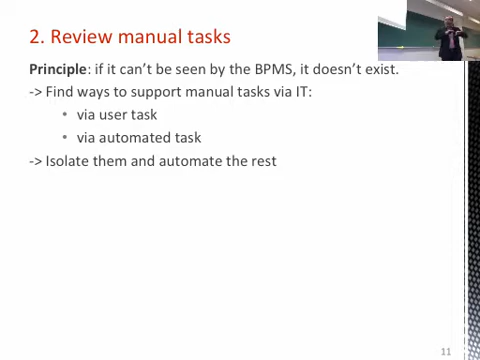 2. Review manual tasks
Principle: if it can't be seen by the BPMS, it doesn't exist.
-> Find ways to support manual tasks via IT:
• via user task
• via automated task
-> Isolate them and automate the rest
11